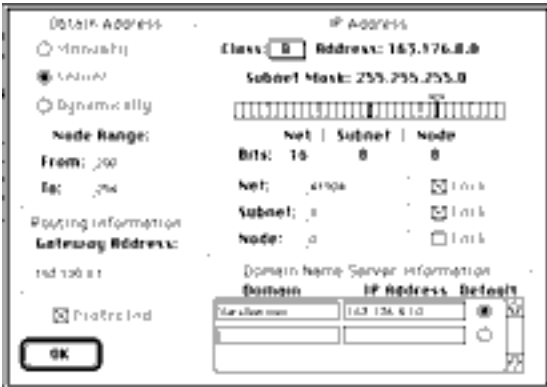 Obtain Address
Manually
Server
Dynamically
Node Range:
From:
To:
Routing Information
Gateway Address:
Protected
OK
IP Address
Class: B Address: 163.176.0.0
Subnet Mask: 255.255.255.0
Net | Subnet | Node
Bits: 16 8 8
Net: Lock
Subnet: Lock
Node: Lock
Domain Name Server Information
Domain IP Address Default